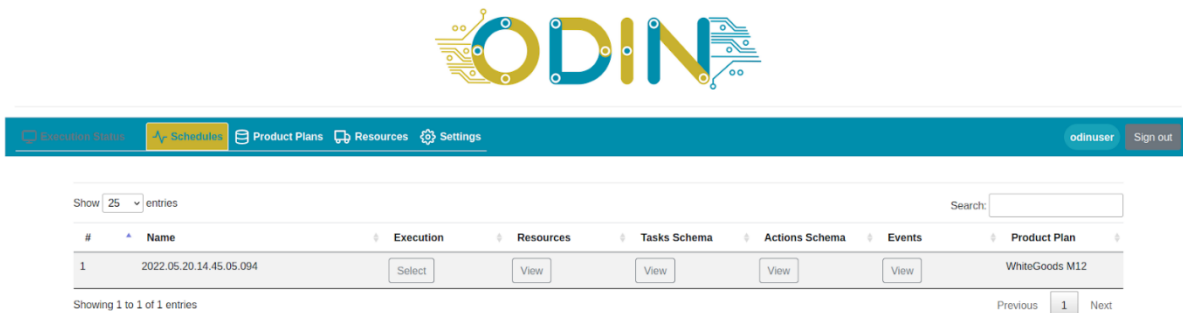 ODIN
Execution Status Schedules Product Plans Resources Settings odinuser Sign out
Show 25 entries Search:
# Name Execution Resources Tasks Schema Actions Schema Events Product Plan
1 2022.05.20.14.45.05.094 Select View View View View WhiteGoods M12
Showing 1 to 1 of 1 entries Previous 1 Next